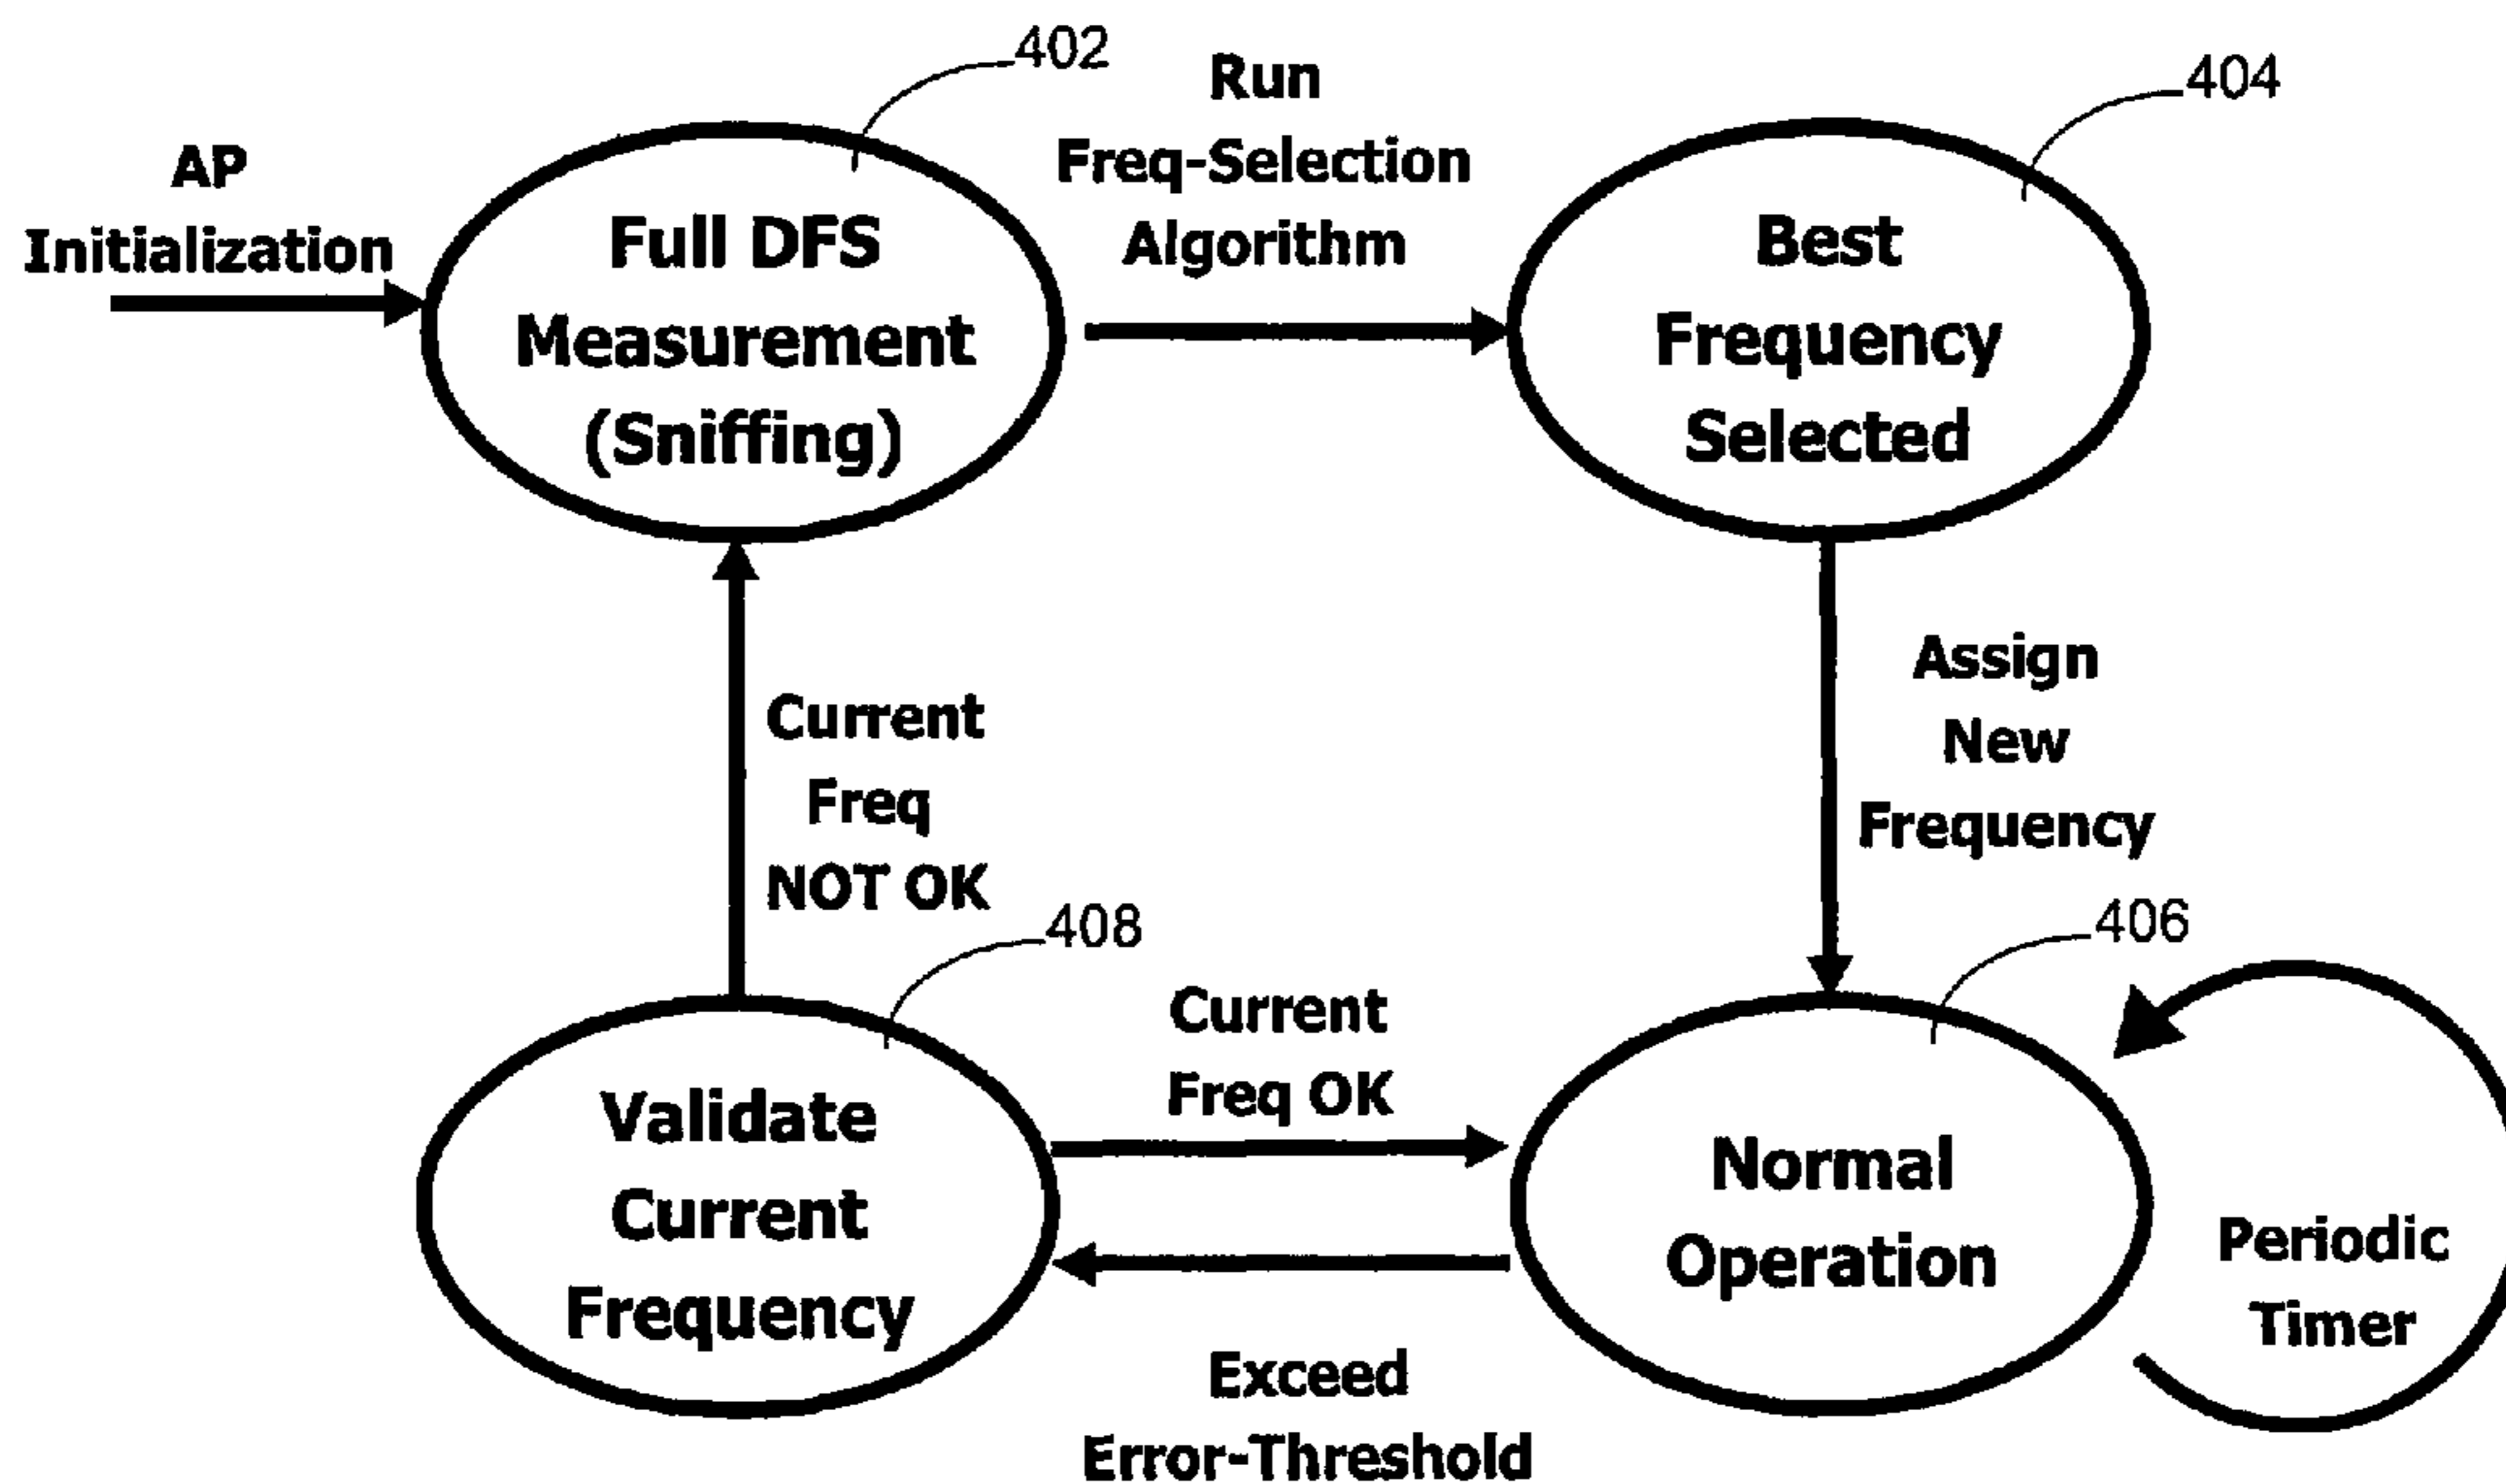 402
Run
Freq-Selection
Algorithm
404
AP
Initialization
Full DFS
Measurement
(Sniffing)
Best
Frequency
Selected
Current
Freq
NOT OK
Assign
New
Frequency
408
406
Current
Freq OK
Validate
Current
Frequency
Normal
Operation
Periodic
Timer
Exceed
Error-Threshold